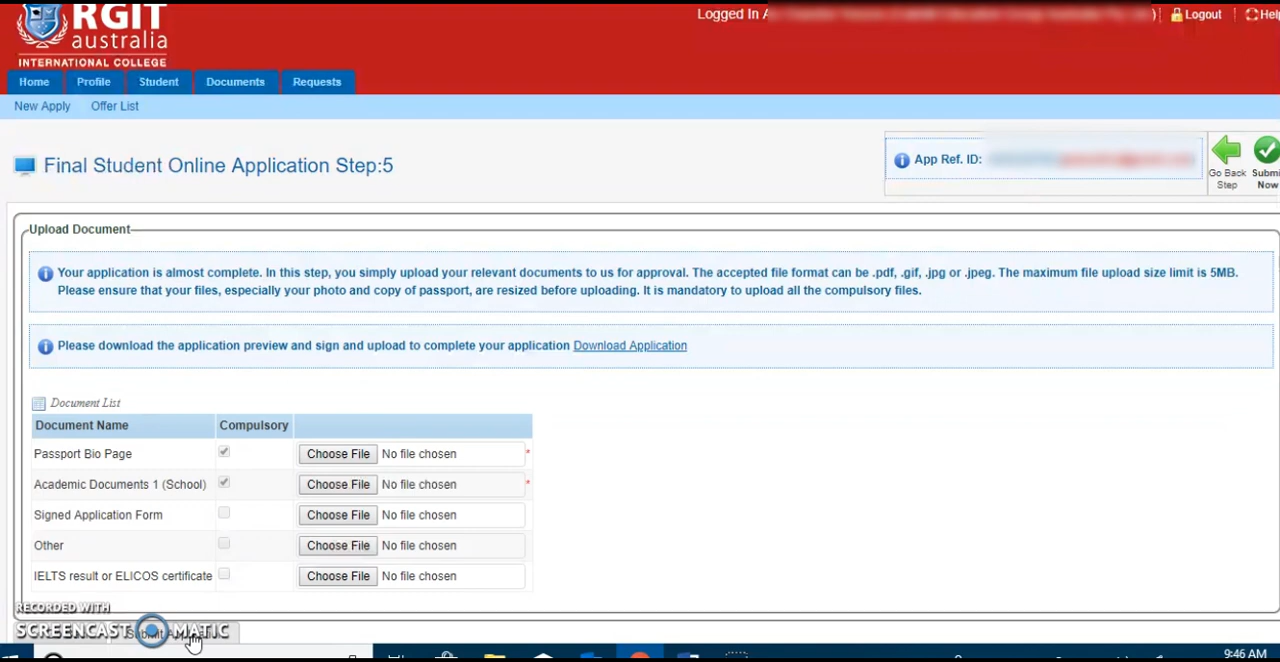 RGIT
australia
INTERNATIONAL COLLEGE
Logged In
Logout
Home Profile Student Documents Requests
New Apply Offer List
Final Student Online Application Step:5
App Ref. ID:
Go Back
Step
Now
Upload Document
Your application is almost complete. In this step, you simply upload your relevant documents to us for approval. The accepted file format can be .pdf, .gif, .jpg or .jpeg. The maximum file upload size limit is 5MB.
Please ensure that your files, especially your photo and copy of passport, are resized before uploading. It is mandatory to upload all the compulsory files.
Please download the application preview and sign and upload to complete your application Download Application
Document List
Document Name Compulsory
Passport Bio Page Choose File No file chosen *
Academic Documents 1 (School) Choose File No file chosen *
Signed Application Form Choose File No file chosen
Other Choose File No file chosen
IELTS result or ELICOS certificate Choose File No file chosen
RECORDED WITH
SCREENCAST MATIC
9:46 AM